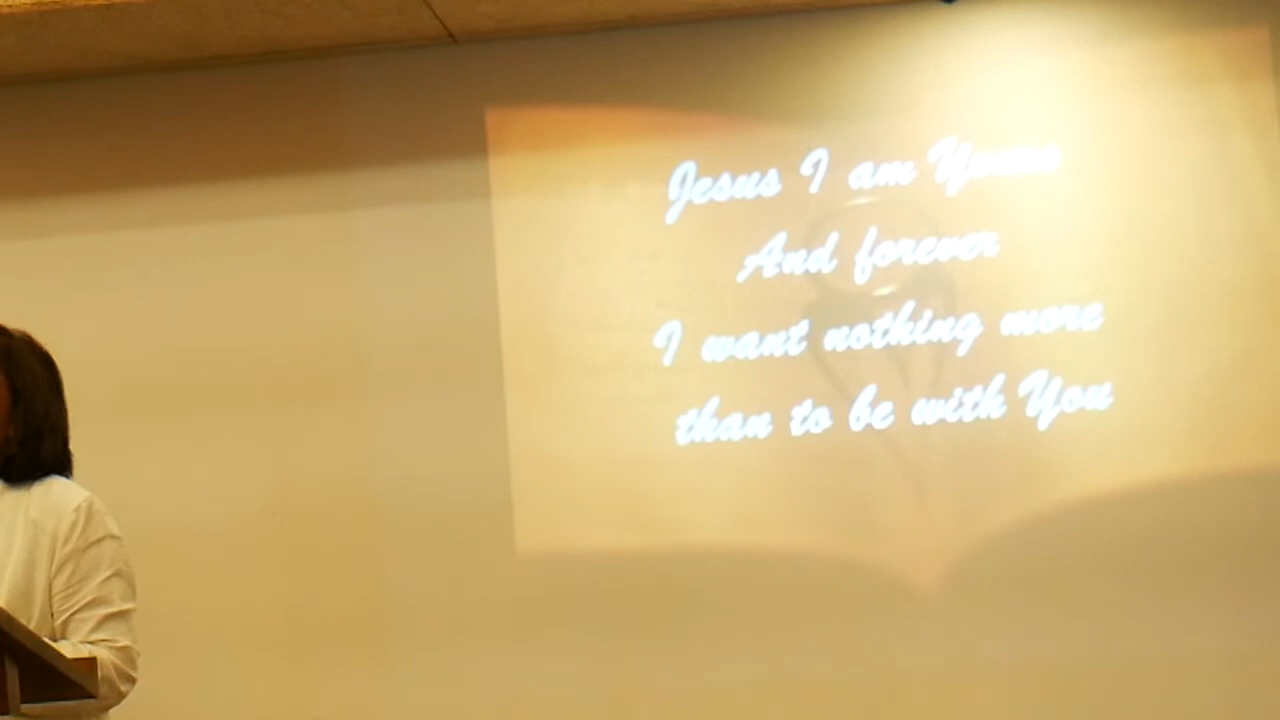 Jesus I am Yours
And forever
I want nothing more
than to be with You